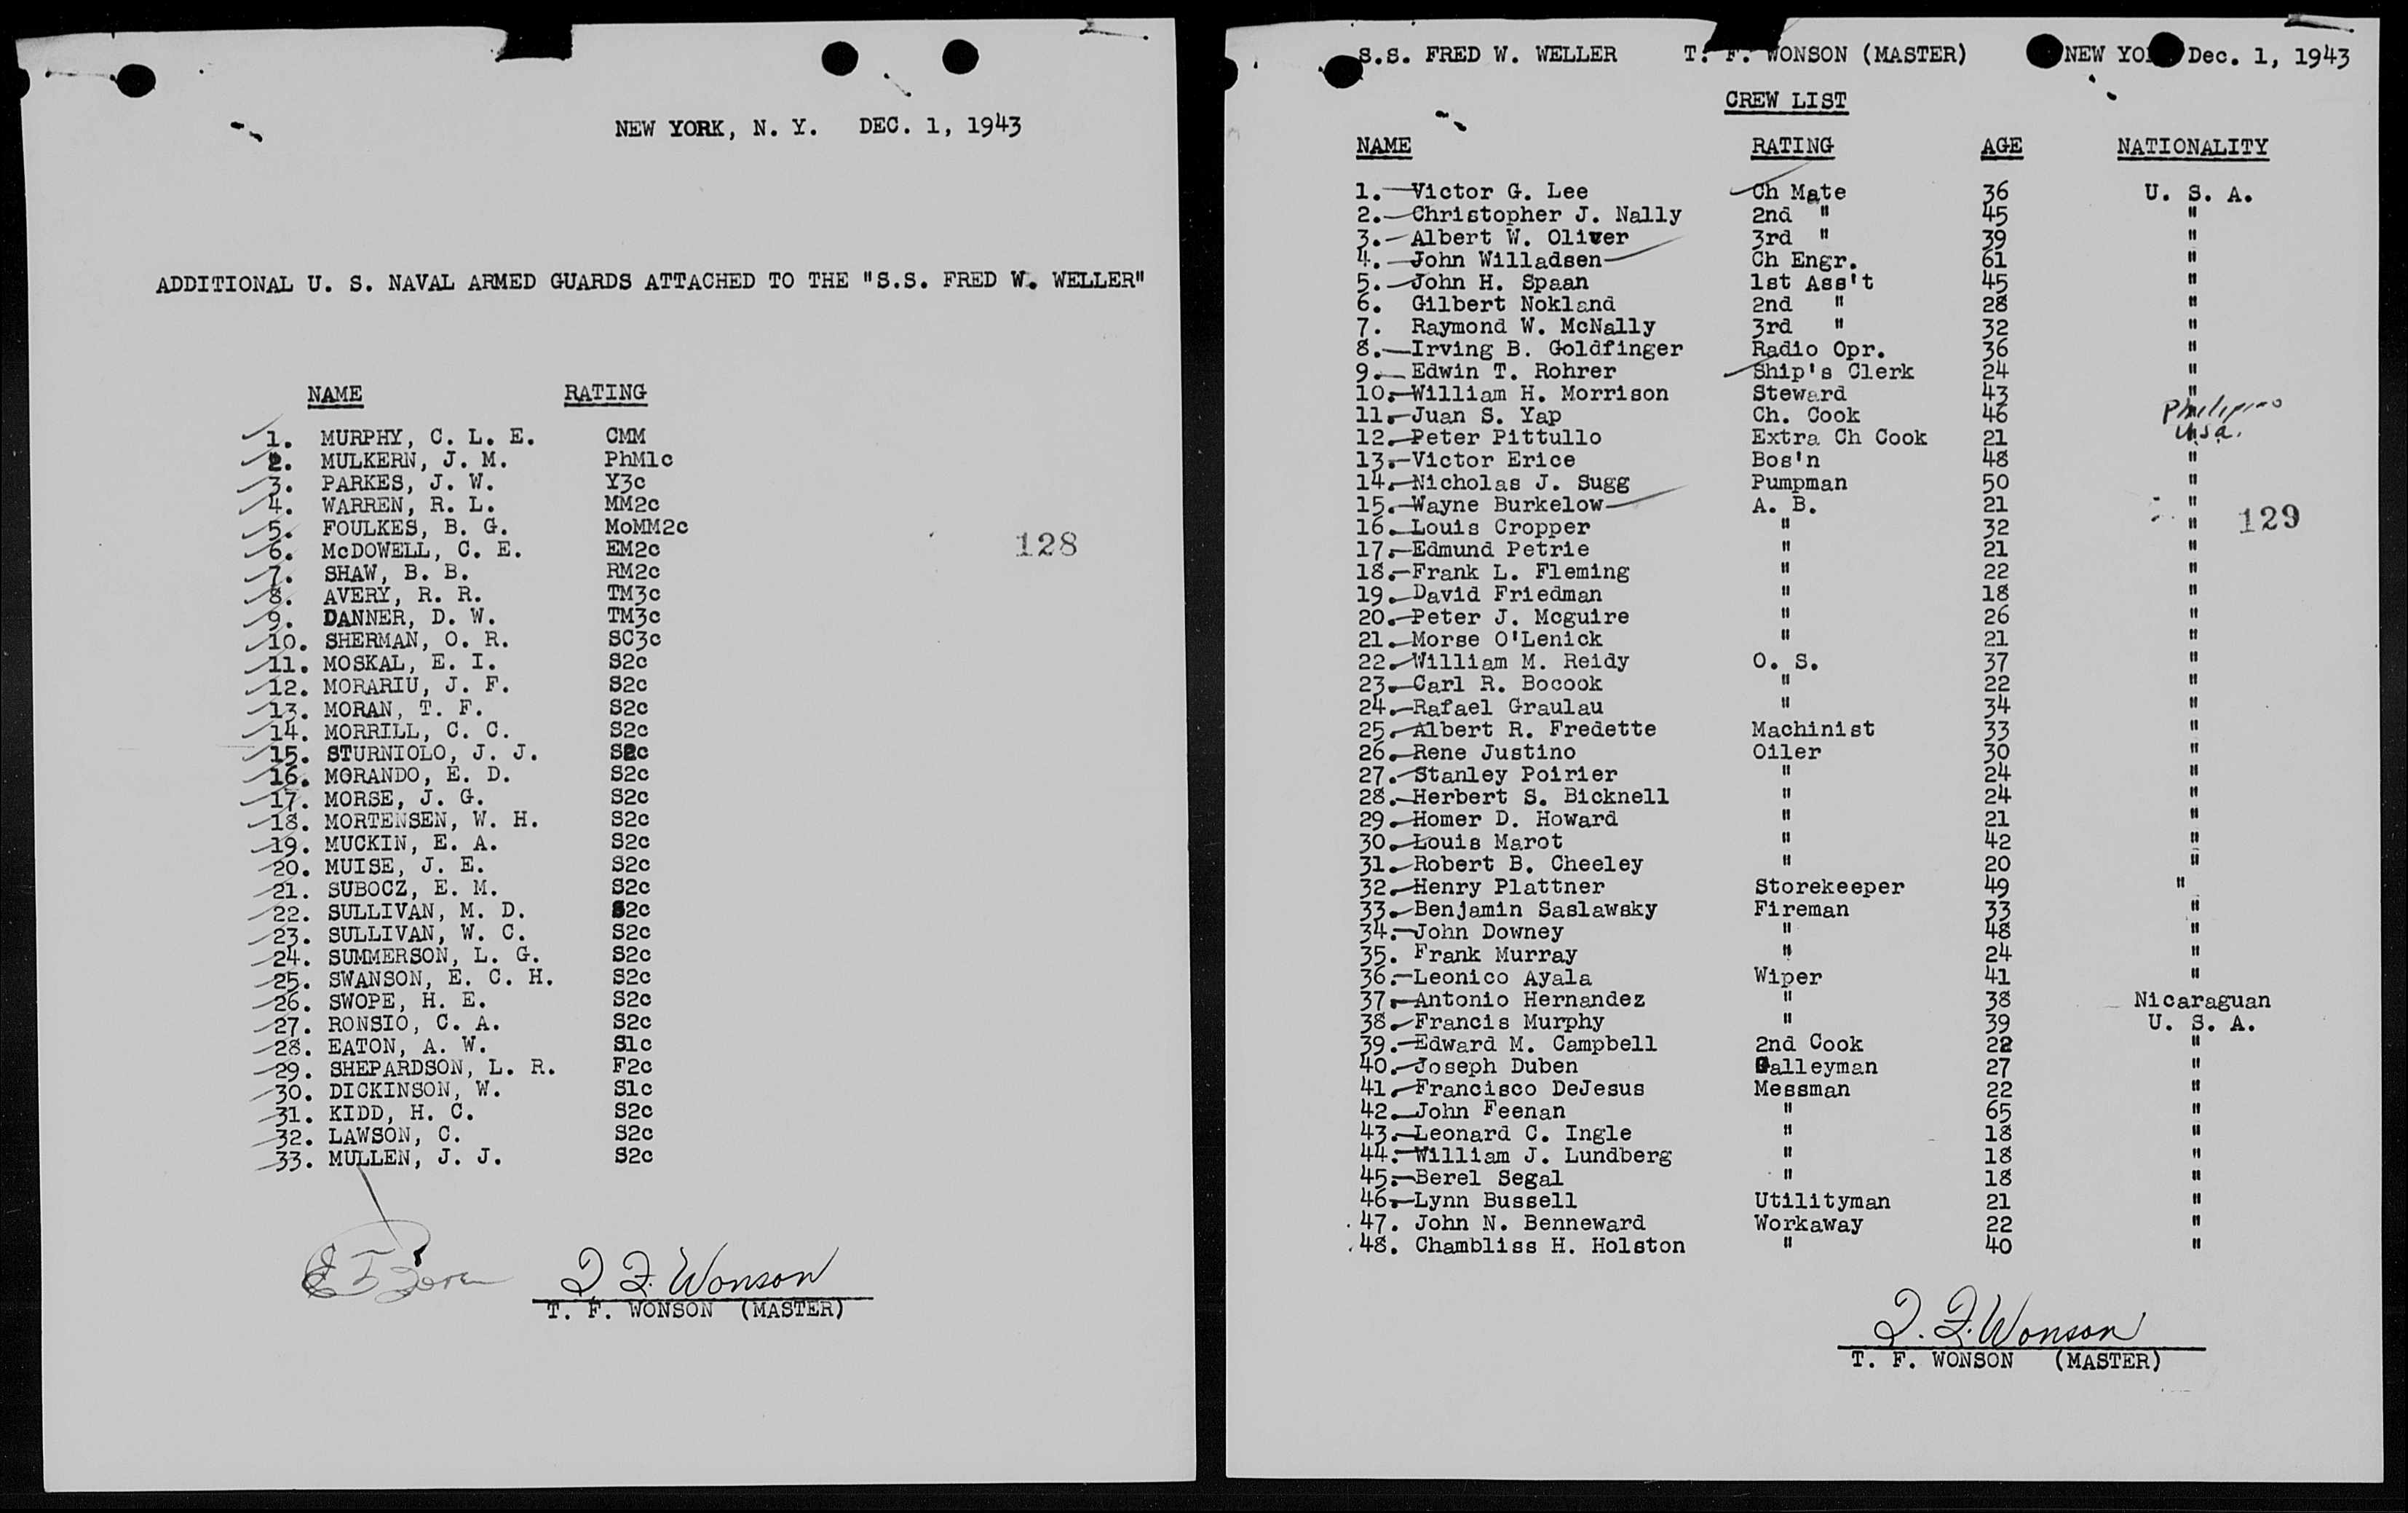 NEW YORK, N. Y. DEC. 1, 1943
ADDITIONAL U. S. NAVAL ARMED GUARDS ATTACHED TO THE "S.S. FRED W. WELLER"
NAME RATING
1. MURPHY, C. L. E. CMM
2. MULKERN, J. M. PhM1c
3. PARKES, J. W. Y3c
4. WARREN, R. L. MM2c
5. FOULKES, B. G. MoMM2c
6. McDOWELL, C. E. EM2c
7. SHAW, B. B. RM2c
8. AVERY, R. R. TM3c
9. DANNER, D. W. TM3c
10. SHERMAN, O. R. SC3c
11. MOSKAL, E. I. S2c
12. MORARIU, J. F. S2c
13. MORAN, T. F. S2c
14. MORRILL, C. C. S2c
15. STURNIOLO, J. J. S2c
16. MORANDO, E. D. S2c
17. MORSE, J. G. S2c
18. MORTENSEN, W. H. S2c
19. MUCKIN, E. A. S2c
20. MUISE, J. E. S2c
21. SUBOCZ, E. M. S2c
22. SULLIVAN, M. D. S2c
23. SULLIVAN, W. C. S2c
24. SUMMERSON, L. G. S2c
25. SWANSON, E. C. H. S2c
26. SWOPE, H. E. S2c
27. RONSIO, C. A. S2c
28. EATON, A. W. S1c
29. SHEPARDSON, L. R. F2c
30. DICKINSON, W. S1c
31. KIDD, H. C. S2c
32. LAWSON, C. S2c
33. MULLEN, J. J. S2c
128
T. F. Wonson
T. F. WONSON (MASTER)
S.S. FRED W. WELLER T. F. WONSON (MASTER) NEW YO Dec. 1, 1943
CREW LIST
NAME RATING AGE NATIONALITY
1. Victor G. Lee Ch Mate 36 U. S. A.
2. Christopher J. Nally 2nd " 45 "
3. Albert W. Oliver 3rd " 39 "
4. John Willadsen Ch Engr. 61 "
5. John H. Spaan 1st Ass't 45 "
6. Gilbert Nokland 2nd " 28 "
7. Raymond W. McNally 3rd " 32 "
8. Irving B. Goldfinger Radio Opr. 36 "
9. Edwin T. Rohrer Ship's Clerk 24 "
10. William H. Morrison Steward 43 "
11. Juan S. Yap Ch. Cook 46 Philipino
12. Peter Pittullo Extra Ch Cook 21 usa.
13. Victor Erice Bos'n 48 "
14. Nicholas J. Sugg Pumpman 50 "
15. Wayne Burkelow A. B. 21 "
16. Louis Cropper " 32 "
17. Edmund Petrie " 21 "
18. Frank L. Fleming " 22 "
19. David Friedman " 18 "
20. Peter J. Mcguire " 26 "
21. Morse O'Lenick " 21 "
22. William M. Reidy O. S. 37 "
23. Carl R. Bocook " 22 "
24. Rafael Graulau " 34 "
25. Albert R. Fredette Machinist 33 "
26. Rene Justino Oiler 30 "
27. Stanley Poirier " 24 "
28. Herbert S. Bicknell " 24 "
29. Homer D. Howard " 21 "
30. Louis Marot " 42 "
31. Robert B. Cheeley " 20 "
32. Henry Plattner Storekeeper 49 "
33. Benjamin Saslawsky Fireman 33 "
34. John Downey " 48 "
35. Frank Murray " 24 "
36. Leonico Ayala Wiper 41 "
37. Antonio Hernandez " 38 Nicaraguan
38. Francis Murphy " 39 U. S. A.
39. Edward M. Campbell 2nd Cook 22 "
40. Joseph Duben Galleyman 27 "
41. Francisco DeJesus Messman 22 "
42. John Feenan " 65 "
43. Leonard C. Ingle " 18 "
44. William J. Lundberg " 18 "
45. Berel Segal " 18 "
46. Lynn Bussell Utilityman 21 "
47. John N. Benneward Workaway 22 "
48. Chambliss H. Holston " 40 "
129
T. F. Wonson
T. F. WONSON (MASTER)